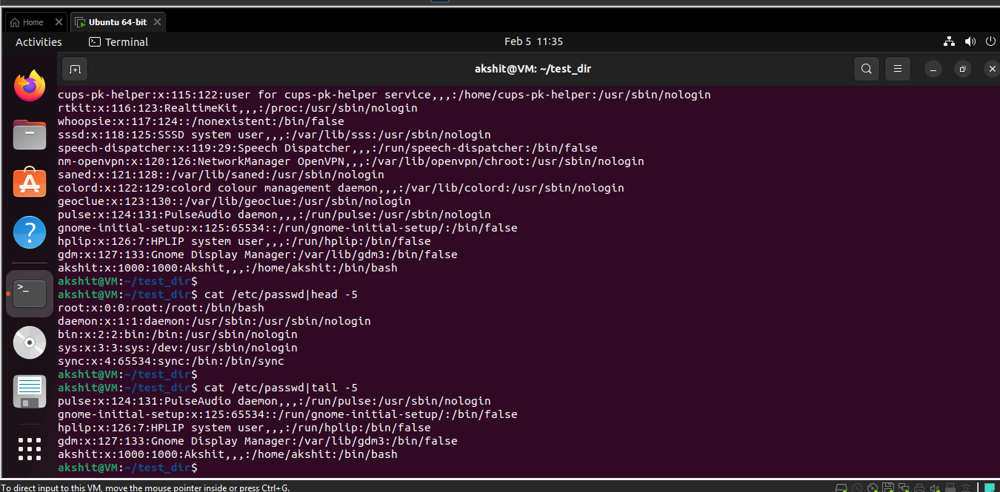 Home
Ubuntu 64-bit
Activities
Terminal
Feb 5 11:35
akshit@VM: ~/test_dir
cups-pk-helper:x:115:122:user for cups-pk-helper service,,,:/home/cups-pk-helper:/usr/sbin/nologin
rtkit:x:116:123:RealtimeKit,,,:/proc:/usr/sbin/nologin
whoopsie:x:117:124::/nonexistent:/bin/false
sssd:x:118:125:SSSD system user,,,:/var/lib/sss:/usr/sbin/nologin
speech-dispatcher:x:119:29:Speech Dispatcher,,,:/run/speech-dispatcher:/bin/false
nm-openvpn:x:120:126:NetworkManager OpenVPN,,,:/var/lib/openvpn/chroot:/usr/sbin/nologin
saned:x:121:128::/var/lib/saned:/usr/sbin/nologin
colord:x:122:129:colord colour management daemon,,,:/var/lib/colord:/usr/sbin/nologin
geoclue:x:123:130::/var/lib/geoclue:/usr/sbin/nologin
pulse:x:124:131:PulseAudio daemon,,,:/run/pulse:/usr/sbin/nologin
gnome-initial-setup:x:125:65534::/run/gnome-initial-setup/:/bin/false
hplip:x:126:7:HPLIP system user,,,:/run/hplip:/bin/false
gdm:x:127:133:Gnome Display Manager:/var/lib/gdm3:/bin/false
akshit:x:1000:1000:Akshit,,,:/home/akshit:/bin/bash
akshit@VM:~/test_dir$
akshit@VM:~/test_dir$ cat /etc/passwd|head -5
root:x:0:0:root:/root:/bin/bash
daemon:x:1:1:daemon:/usr/sbin:/usr/sbin/nologin
bin:x:2:2:bin:/bin:/usr/sbin/nologin
sys:x:3:3:sys:/dev:/usr/sbin/nologin
sync:x:4:65534:sync:/bin:/bin/sync
akshit@VM:~/test_dir$
akshit@VM:~/test_dir$ cat /etc/passwd|tail -5
pulse:x:124:131:PulseAudio daemon,,,:/run/pulse:/usr/sbin/nologin
gnome-initial-setup:x:125:65534::/run/gnome-initial-setup/:/bin/false
hplip:x:126:7:HPLIP system user,,,:/run/hplip:/bin/false
gdm:x:127:133:Gnome Display Manager:/var/lib/gdm3:/bin/false
akshit:x:1000:1000:Akshit,,,:/home/akshit:/bin/bash
akshit@VM:~/test_dir$
To direct input to this VM, move the mouse pointer inside or press Ctrl+G.